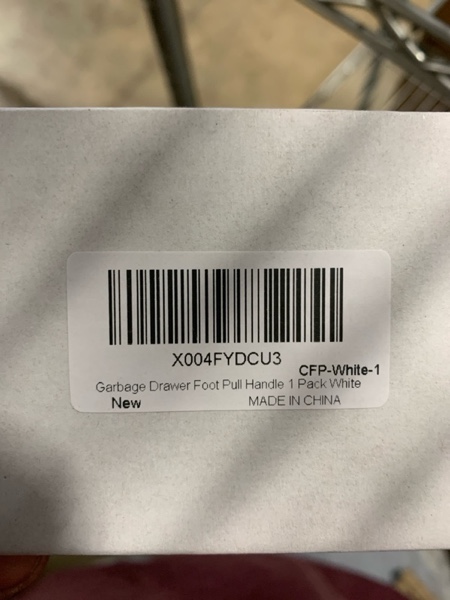 X004FYDCU3
CFP-White-1
Garbage Drawer Foot Pull Handle 1 Pack White
New MADE IN CHINA